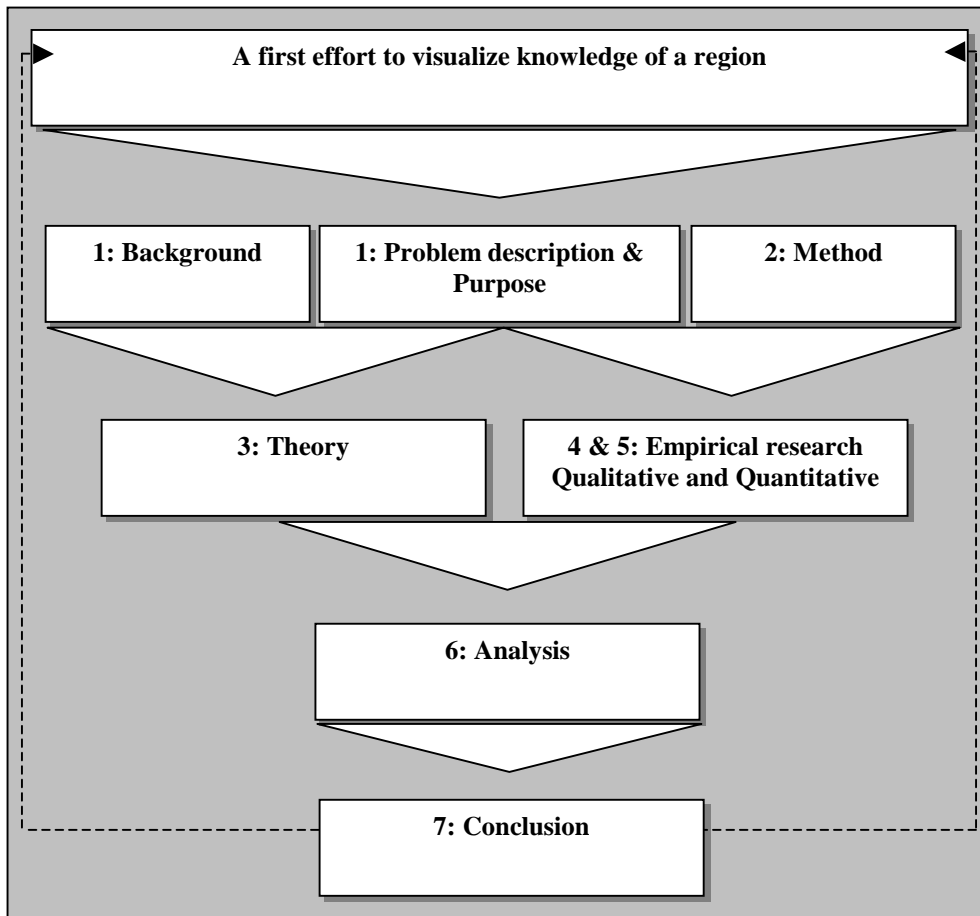 A first effort to visualize knowledge of a region
1: Background
1: Problem description &
Purpose
2: Method
3: Theory
4 & 5: Empirical research
Qualitative and Quantitative
6: Analysis
7: Conclusion